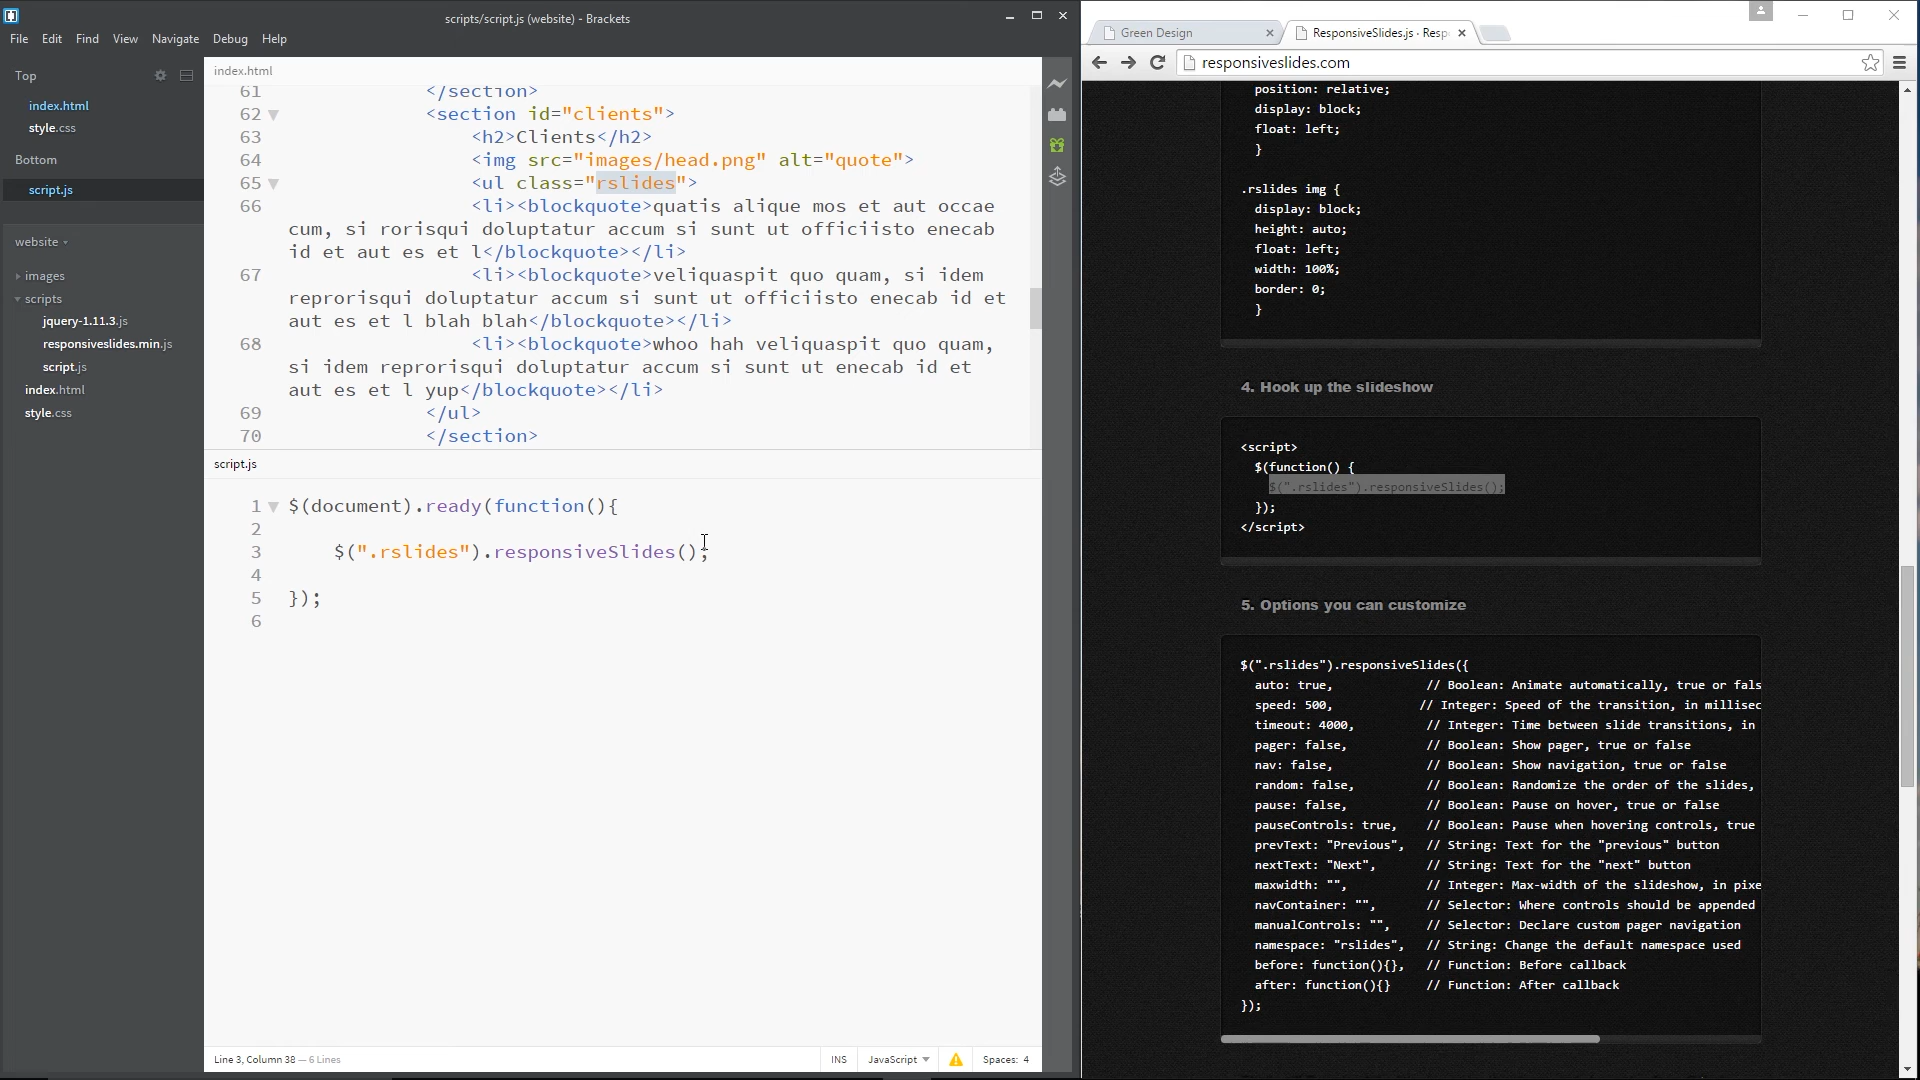 scripts/script.js (website) - Brackets
File Edit Find View Navigate Debug Help
Top
index.html
style.css
Bottom
script.js
website
images
scripts
jquery-1.11.3.js
responsiveslides.min.js
script.js
index.html
style.css
index.html
61 </section>
62 <section id="clients">
63 <h2>Clients</h2>
64 <img src="images/head.png" alt="quote">
65 <ul class="rslides">
66 <li><blockquote>quatis alique mos et aut occae
cum, si rorisqui doluptatur accum si sunt ut officiisto enecab
id et aut es et l</blockquote></li>
67 <li><blockquote>veliquaspit quo quam, si idem
reprorisqui doluptatur accum si sunt ut officiisto enecab id et
aut es et l blah blah</blockquote></li>
68 <li><blockquote>whoo hah veliquaspit quo quam,
si idem reprorisqui doluptatur accum si sunt ut enecab id et
aut es et l yup</blockquote></li>
69 </ul>
70 </section>
script.js
1 $(document).ready(function(){
2
3 $(".rslides").responsiveSlides();
4
5 });
6
Line 3, Column 38 — 6 Lines
INS JavaScript Spaces: 4
Green Design
ResponsiveSlides.js · Resp
responsiveslides.com
position: relative;
display: block;
float: left;
}
.rslides img {
display: block;
height: auto;
float: left;
width: 100%;
border: 0;
}
4. Hook up the slideshow
<script>
$(function() {
$(".rslides").responsiveSlides();
});
</script>
5. Options you can customize
$(".rslides").responsiveSlides({
auto: true, // Boolean: Animate automatically, true or fals
speed: 500, // Integer: Speed of the transition, in millisec
timeout: 4000, // Integer: Time between slide transitions, in
pager: false, // Boolean: Show pager, true or false
nav: false, // Boolean: Show navigation, true or false
random: false, // Boolean: Randomize the order of the slides,
pause: false, // Boolean: Pause on hover, true or false
pauseControls: true, // Boolean: Pause when hovering controls, true
prevText: "Previous", // String: Text for the "previous" button
nextText: "Next", // String: Text for the "next" button
maxwidth: "", // Integer: Max-width of the slideshow, in pixe
navContainer: "", // Selector: Where controls should be appended
manualControls: "", // Selector: Declare custom pager navigation
namespace: "rslides", // String: Change the default namespace used
before: function(){}, // Function: Before callback
after: function(){} // Function: After callback
});